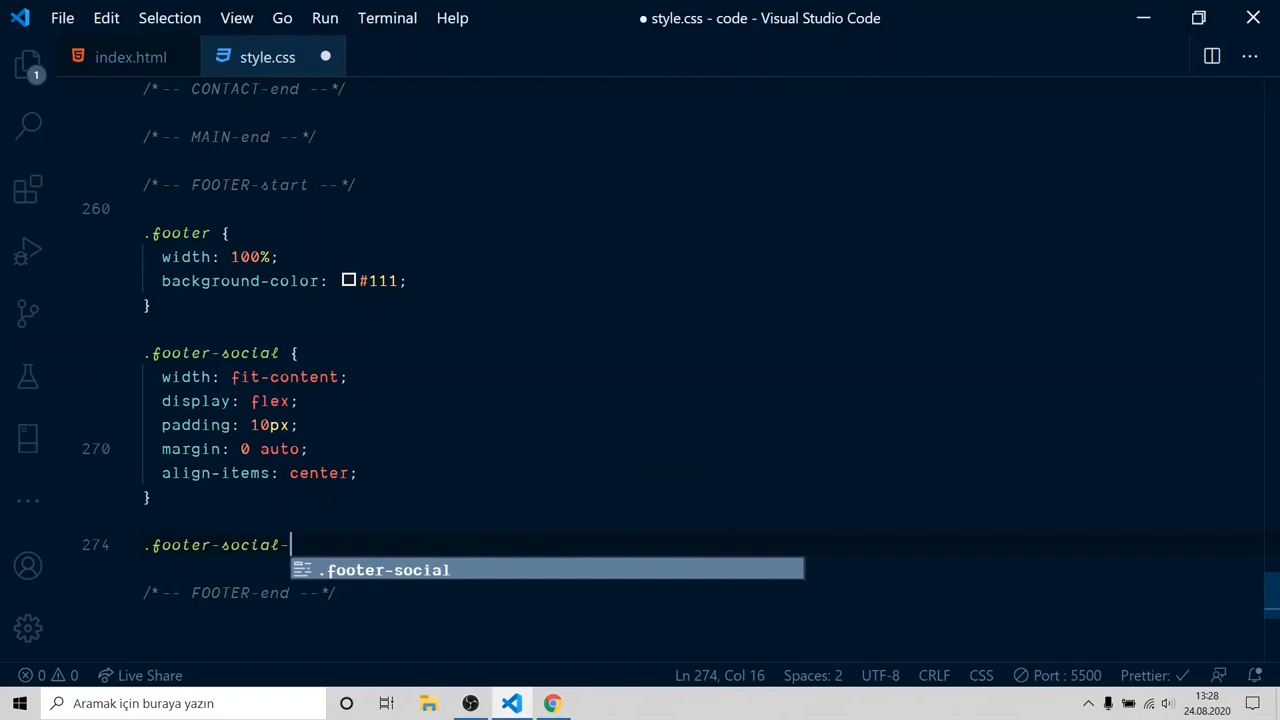 File Edit Selection View Go Run Terminal Help ● style.css - code - Visual Studio Code
index.html style.css
1
/*-- CONTACT-end --*/
/*-- MAIN-end --*/
/*-- FOOTER-start --*/
260
.footer {
width: 100%;
background-color: #111;
}
.footer-social {
width: fit-content;
display: flex;
padding: 10px;
270 margin: 0 auto;
align-items: center;
}
274 .footer-social-
.footer-social
/*-- FOOTER-end --*/
0 0 Live Share Ln 274, Col 16 Spaces: 2 UTF-8 CRLF CSS Port : 5500 Prettier: ✓
Aramak için buraya yazın 13:28
24.08.2020